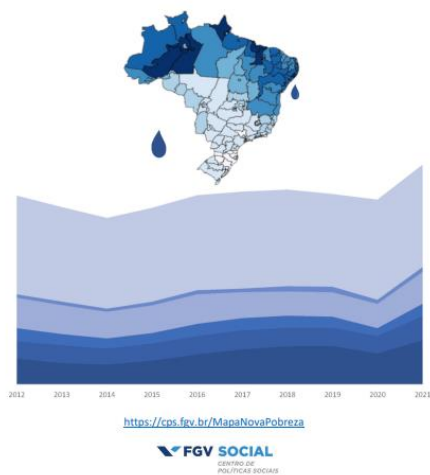 2012 2013 2014 2015 2016 2017 2018 2019 2020 2021
https://cps.fgv.br/MapaNovaPobreza
FGV SOCIAL
CENTRO DE
POLÍTICAS SOCIAIS